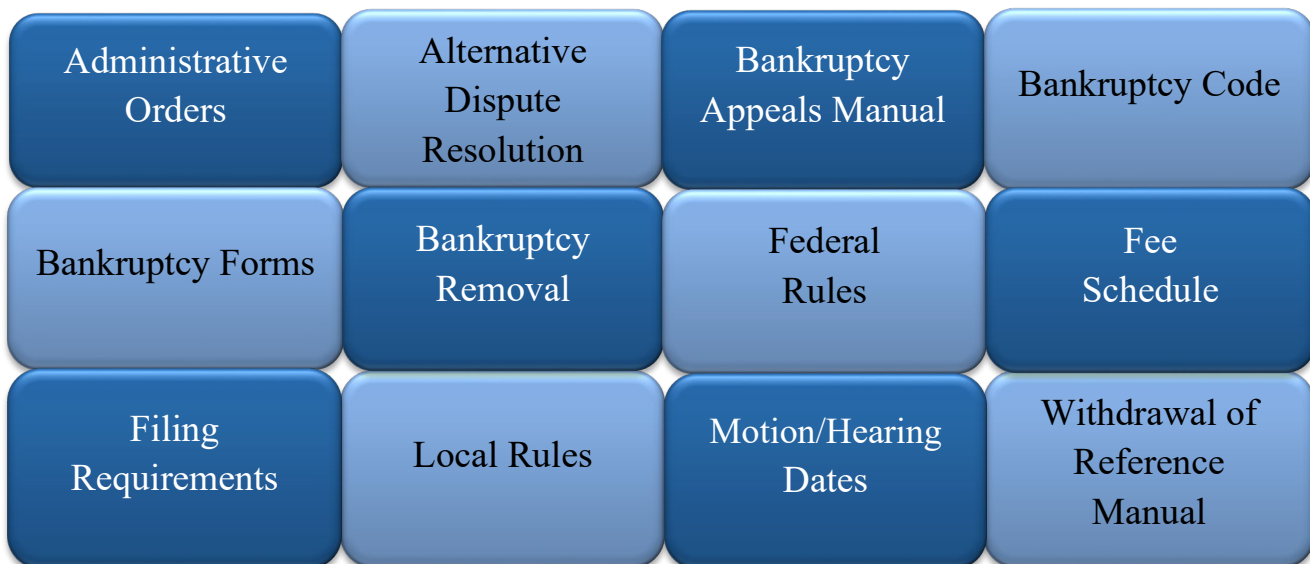 Administrative
Orders
Alternative
Dispute
Resolution
Bankruptcy
Appeals Manual
Bankruptcy Code
Bankruptcy Forms
Bankruptcy
Removal
Federal
Rules
Fee
Schedule
Filing
Requirements
Local Rules
Motion/Hearing
Dates
Withdrawal of
Reference
Manual